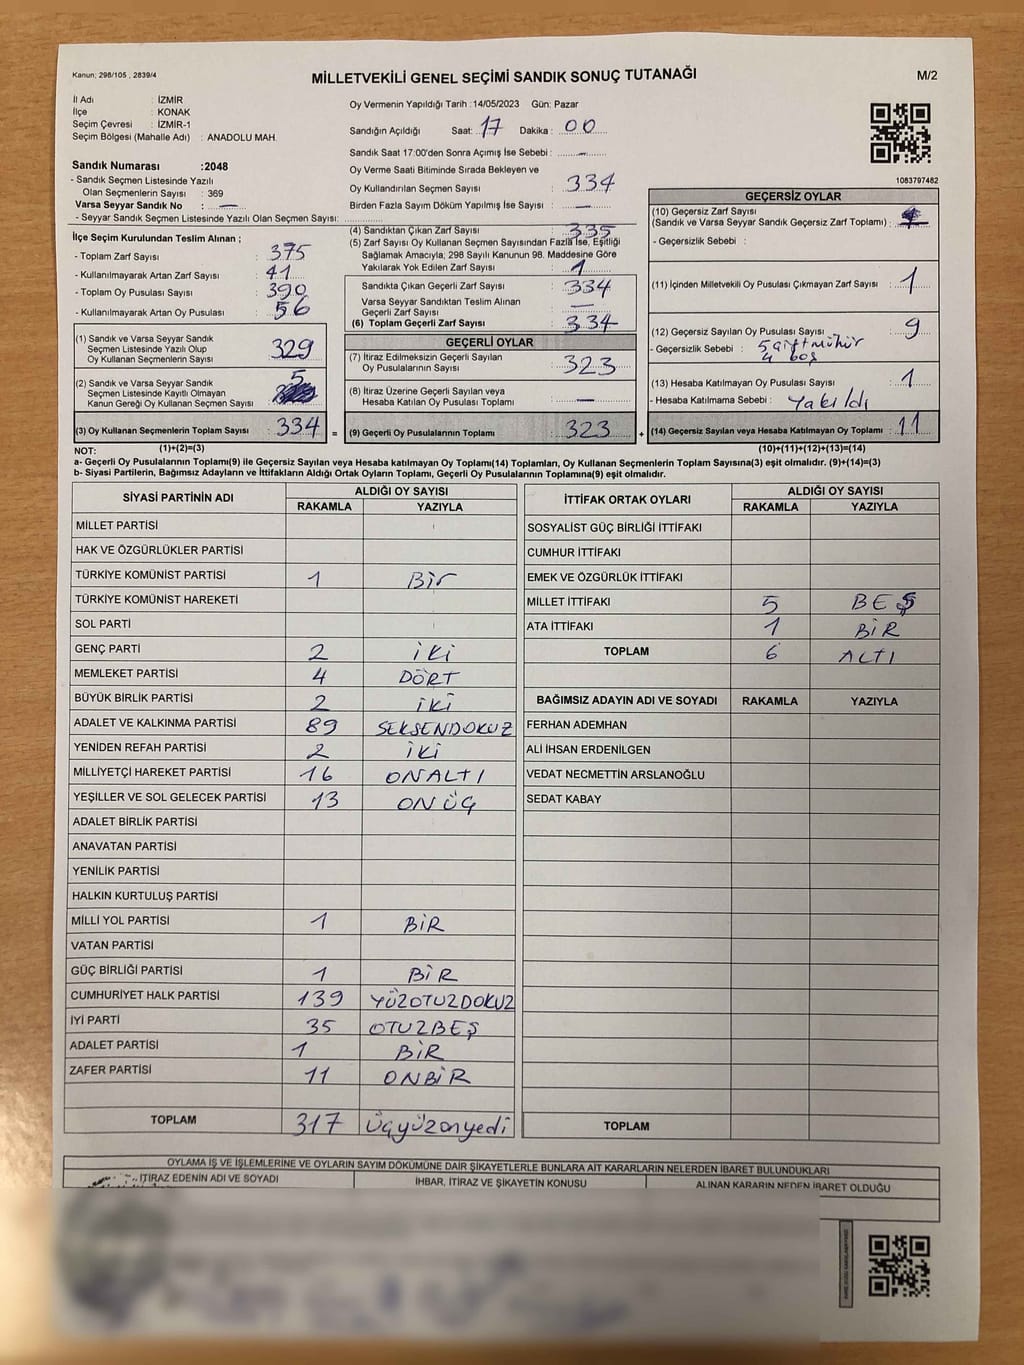 Kanun; 298/105 , 2839/4
MİLLETVEKİLİ GENEL SEÇİMİ SANDIK SONUÇ TUTANAĞI
M/2
İl Adı : İZMİR
İlçe : KONAK
Seçim Çevresi : İZMİR-1
Seçim Bölgesi (Mahalle Adı) : ANADOLU MAH.
Sandık Numarası :2048
- Sandık Seçmen Listesinde Yazılı
Olan Seçmenlerin Sayısı : 369
Varsa Seyyar Sandık No : —
- Seyyar Sandık Seçmen Listesinde Yazılı Olan Seçmen Sayısı:
Oy Vermenin Yapıldığı Tarih :14/05/2023 Gün: Pazar
Sandığın Açıldığı Saat: 17 Dakika : 00
Sandık Saat 17:00'den Sonra Açımış İse Sebebi : —
Oy Verme Saati Bitiminde Sırada Bekleyen ve
Oy Kullandırılan Seçmen Sayısı : 334
Birden Fazla Sayım Döküm Yapılmış İse Sayısı : —
1083797482
İlçe Seçim Kurulundan Teslim Alınan ;
- Toplam Zarf Sayısı : 375
- Kullanılmayarak Artan Zarf Sayısı : 41
- Toplam Oy Pusulası Sayısı : 390
- Kullanılmayarak Artan Oy Pusulası : 56
(1) Sandık ve Varsa Seyyar Sandık
Seçmen Listesinde Yazılı Olup
Oy Kullanan Seçmenlerin Sayısı : 329
(2) Sandık ve Varsa Seyyar Sandık
Seçmen Listesinde Kayıtlı Olmayan
Kanun Gereği Oy Kullanan Seçmen Sayısı : 5
(3) Oy Kullanan Seçmenlerin Toplam Sayısı : 334 =
(4) Sandıktan Çıkan Zarf Sayısı : 335
(5) Zarf Sayısı Oy Kullanan Seçmen Sayısından Fazla İse, Eşitliği
Sağlamak Amacıyla; 298 Sayılı Kanunun 98. Maddesine Göre
Yakılarak Yok Edilen Zarf Sayısı : 1
Sandıkta Çıkan Geçerli Zarf Sayısı : 334
Varsa Seyyar Sandıktan Teslim Alınan
Geçerli Zarf Sayısı : —
(6) Toplam Geçerli Zarf Sayısı : 334
GEÇERLİ OYLAR
(7) İtiraz Edilmeksizin Geçerli Sayılan
Oy Pusulalarının Sayısı : 323
(8) İtiraz Üzerine Geçerli Sayılan veya
Hesaba Katılan Oy Pusulası Toplamı : —
(9) Geçerli Oy Pusulalarının Toplamı : 323 +
GEÇERSİZ OYLAR
(10) Geçersiz Zarf Sayısı
(Sandık ve Varsa Seyyar Sandık Geçersiz Zarf Toplamı) :
- Geçersizlik Sebebi :
(11) İçinden Milletvekili Oy Pusulası Çıkmayan Zarf Sayısı : 1
(12) Geçersiz Sayılan Oy Pusulası Sayısı : 9
- Geçersizlik Sebebi : 5 çift mühür
4 boş
(13) Hesaba Katılmayan Oy Pusulası Sayısı : 1
- Hesaba Katılmama Sebebi : Yakıldı
(14) Geçersiz Sayılan veya Hesaba Katılmayan Oy Toplamı : 11
NOT: (1)+(2)=(3) (10)+(11)+(12)+(13)=(14)
a- Geçerli Oy Pusulalarının Toplamı(9) ile Geçersiz Sayılan veya Hesaba katılmayan Oy Toplamı(14) Toplamları, Oy Kullanan Seçmenlerin Toplam Sayısına(3) eşit olmalıdır. (9)+(14)=(3)
b- Siyasi Partilerin, Bağımsız Adayların ve İttifakların Aldığı Ortak Oyların Toplamı, Geçerli Oy Pusulalarının Toplamına(9) eşit olmalıdır.
SİYASİ PARTİNİN ADI ALDIĞI OY SAYISI
RAKAMLA YAZIYLA
MİLLET PARTİSİ
HAK VE ÖZGÜRLÜKLER PARTİSİ
TÜRKİYE KOMÜNİST PARTİSİ 1 Bir
TÜRKİYE KOMÜNİST HAREKETİ
SOL PARTİ
GENÇ PARTİ 2 İKİ
MEMLEKET PARTİSİ 4 DÖRT
BÜYÜK BİRLİK PARTİSİ 2 İKİ
ADALET VE KALKINMA PARTİSİ 89 SEKSENDOKUZ
YENİDEN REFAH PARTİSİ 2 İKİ
MİLLİYETÇİ HAREKET PARTİSİ 16 ONALTI
YEŞİLLER VE SOL GELECEK PARTİSİ 13 ONÜÇ
ADALET BİRLİK PARTİSİ
ANAVATAN PARTİSİ
YENİLİK PARTİSİ
HALKIN KURTULUŞ PARTİSİ
MİLLİ YOL PARTİSİ 1 BİR
VATAN PARTİSİ
GÜÇ BİRLİĞİ PARTİSİ 1 BİR
CUMHURİYET HALK PARTİSİ 139 YÜZOTUZDOKUZ
İYİ PARTİ 35 OTUZBEŞ
ADALET PARTİSİ 1 BİR
ZAFER PARTİSİ 11 ONBİR
TOPLAM 317 üçyüzonyedi
İTTİFAK ORTAK OYLARI ALDIĞI OY SAYISI
RAKAMLA YAZIYLA
SOSYALİST GÜÇ BİRLİĞİ İTTİFAKI
CUMHUR İTTİFAKI
EMEK VE ÖZGÜRLÜK İTTİFAKI
MİLLET İTTİFAKI 5 BEŞ
ATA İTTİFAKI 1 BİR
TOPLAM 6 ALTI
BAĞIMSIZ ADAYIN ADI VE SOYADI RAKAMLA YAZIYLA
FERHAN ADEMHAN
ALİ İHSAN ERDENİLGEN
VEDAT NECMETTİN ARSLANOĞLU
SEDAT KABAY
TOPLAM
OYLAMA İŞ VE İŞLEMLERİNE VE OYLARIN SAYIM DÖKÜMÜNE DAİR ŞİKAYETLERLE BUNLARA AİT KARARLARIN NELERDEN İBARET BULUNDUKLARI
İTİRAZ EDENİN ADI VE SOYADI İHBAR, İTİRAZ VE ŞİKAYETİN KONUSU ALINAN KARARIN NEDEN İBARET OLDUĞU